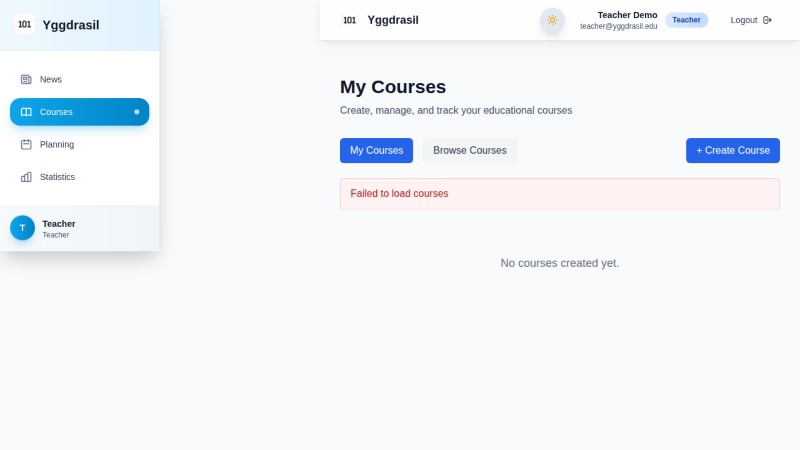 101 Yggdrasil
News
Courses
Planning
Statistics
T
Teacher
Teacher
101 Yggdrasil
Teacher Demo
teacher@yggdrasil.edu
Teacher
Logout
My Courses
Create, manage, and track your educational courses
My Courses
Browse Courses
+ Create Course
Failed to load courses
No courses created yet.